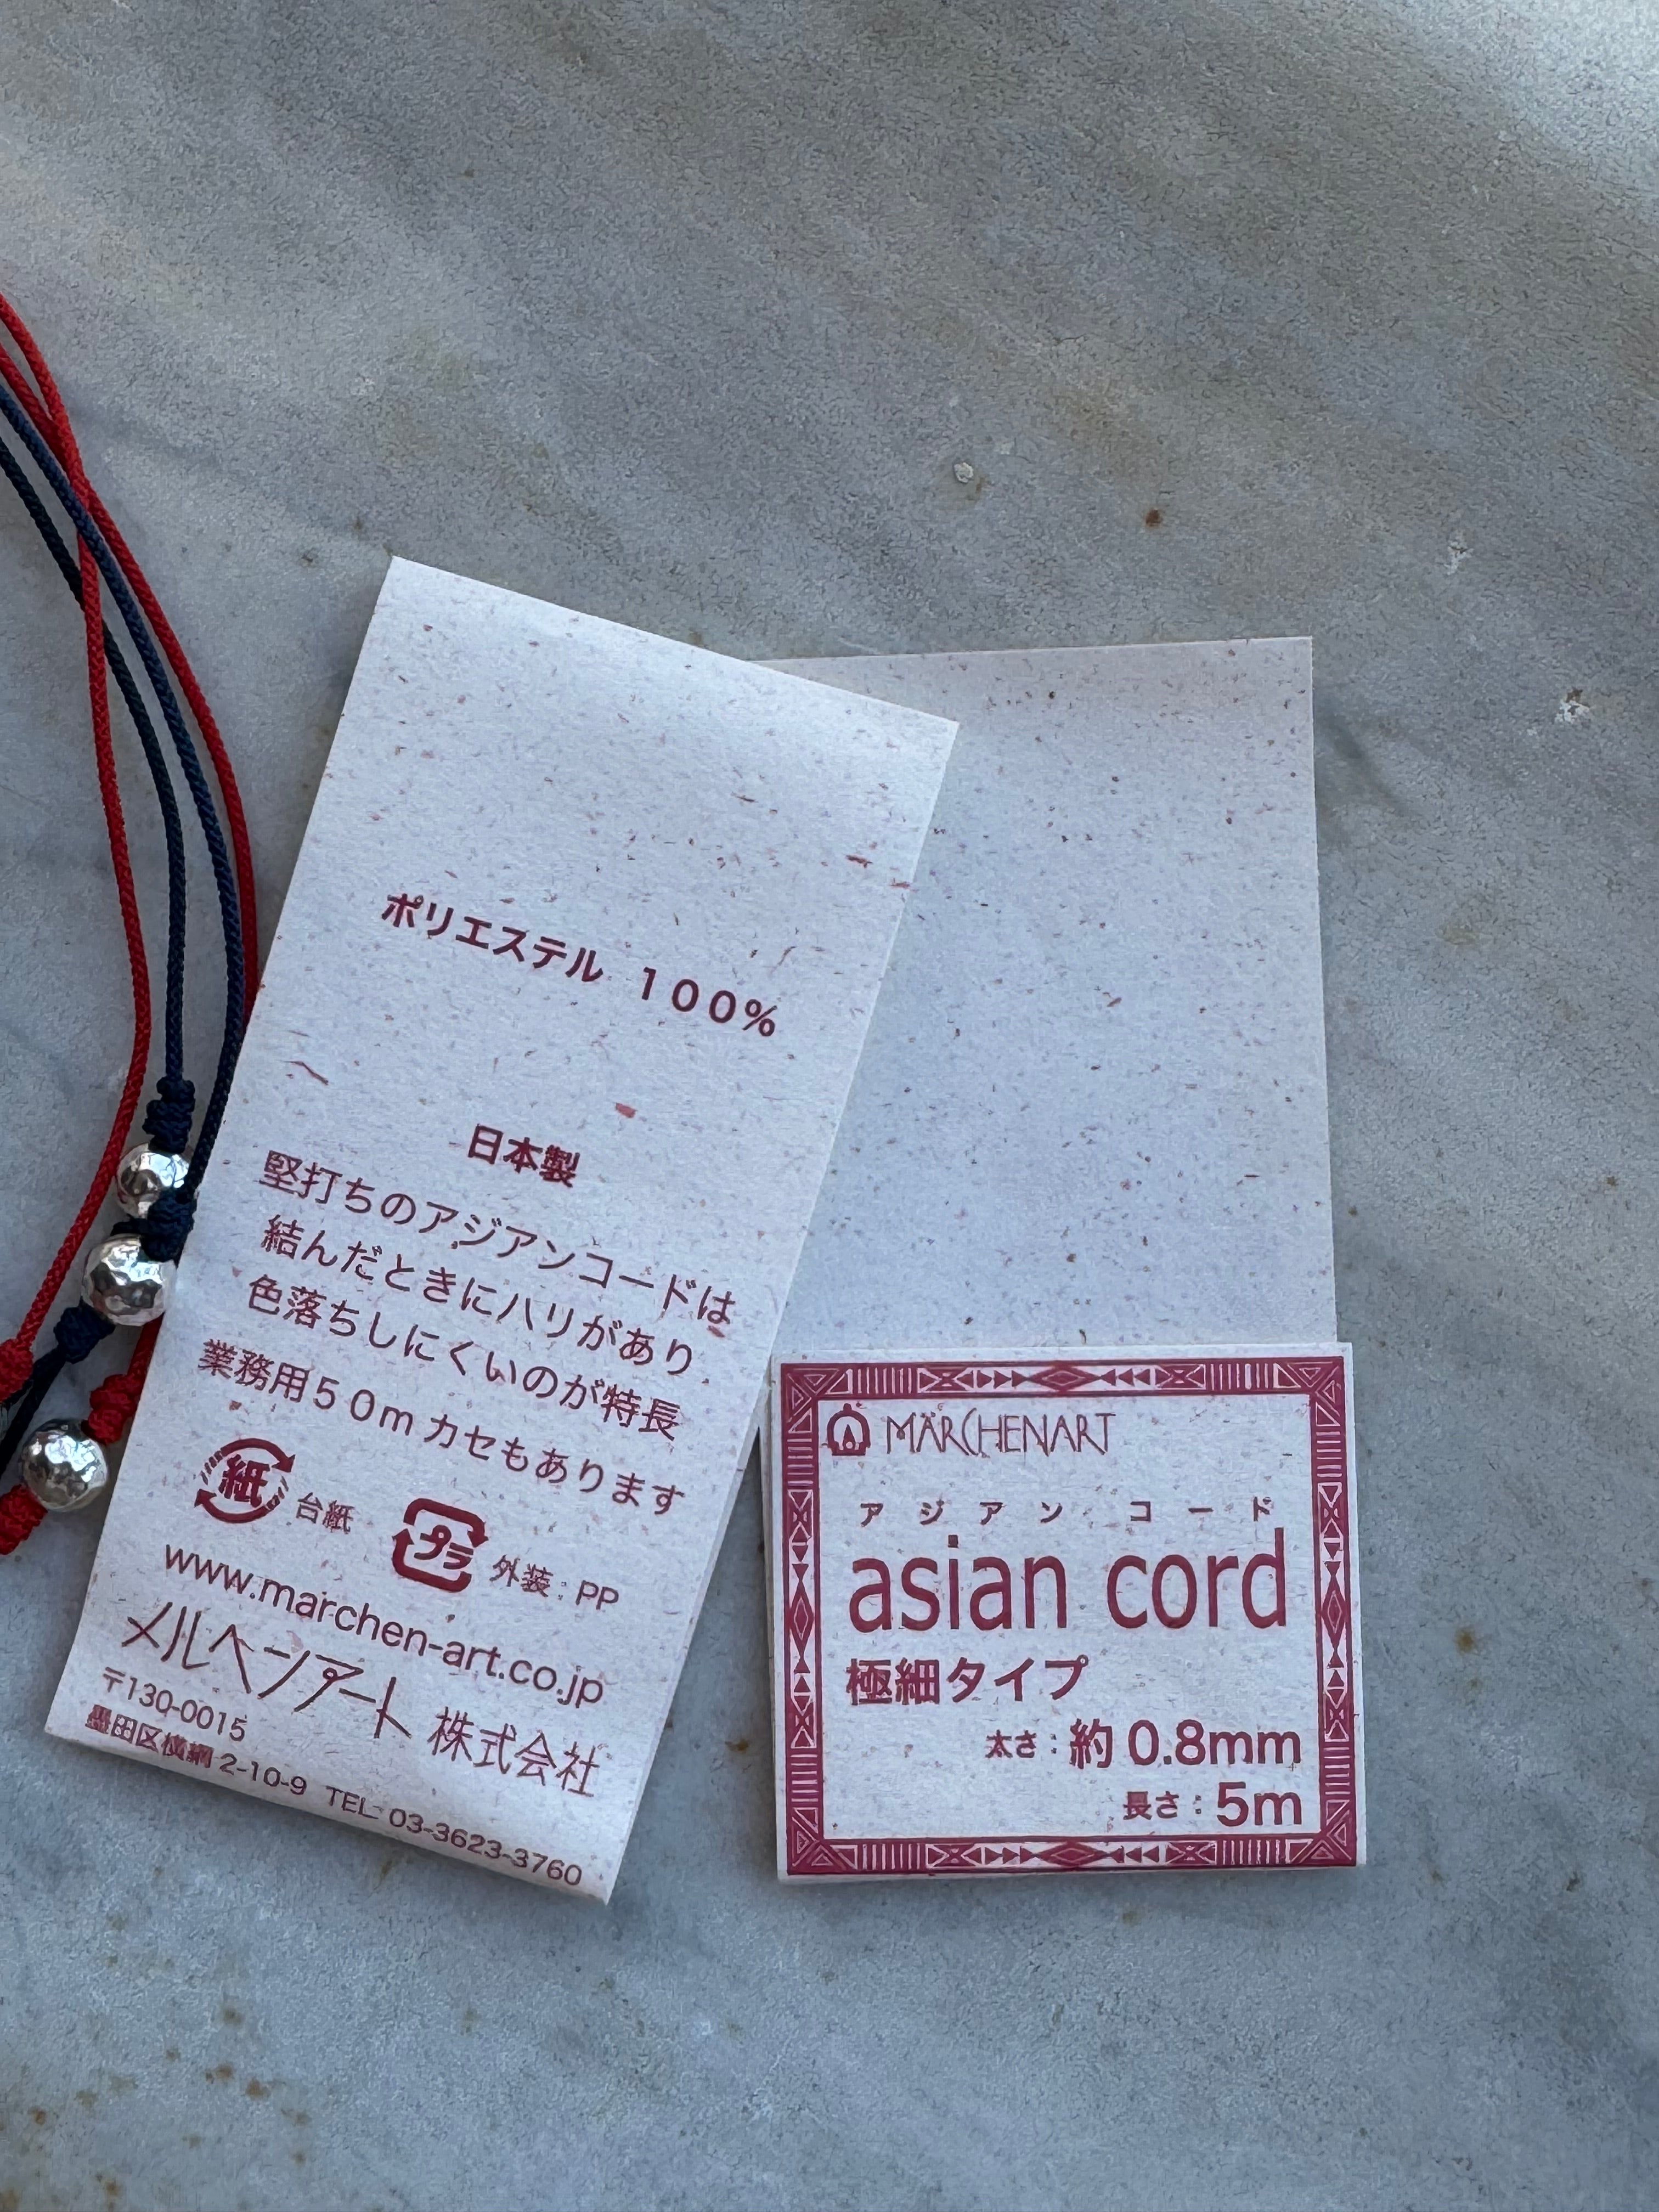 ポリエステル 100%
日本製
堅打ちのアジアンコードは
結んだときにハリがあり
色落ちしにくいのが特長
業務用50mカセもあります
紙 台紙 プラ 外装:PP
www.marchen-art.co.jp
メルヘンアート 株式会社
〒130-0015
墨田区横網2-10-9 TEL 03-3623-3760
MÄRCHENART
アジアン コード
asian cord
極細タイプ
太さ:約0.8mm
長さ:5m